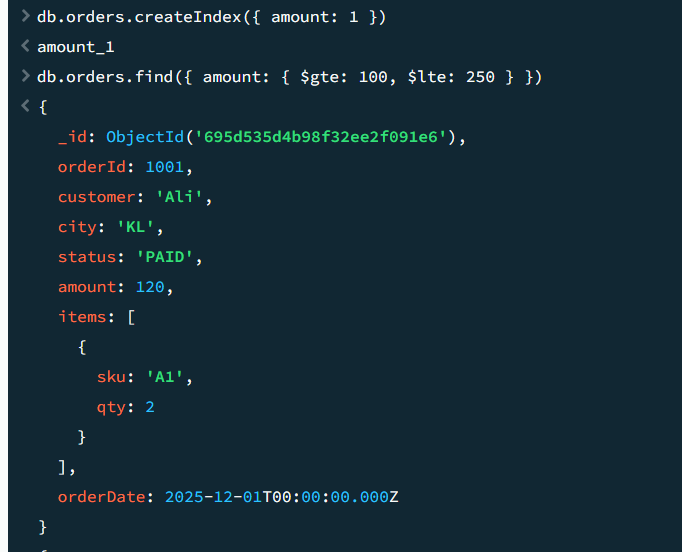 > db.orders.createIndex({ amount: 1 })
< amount_1
> db.orders.find({ amount: { $gte: 100, $lte: 250 } })
< {
_id: ObjectId('695d535d4b98f32ee2f091e6'),
orderId: 1001,
customer: 'Ali',
city: 'KL',
status: 'PAID',
amount: 120,
items: [
{
sku: 'A1',
qty: 2
}
],
orderDate: 2025-12-01T00:00:00.000Z
}